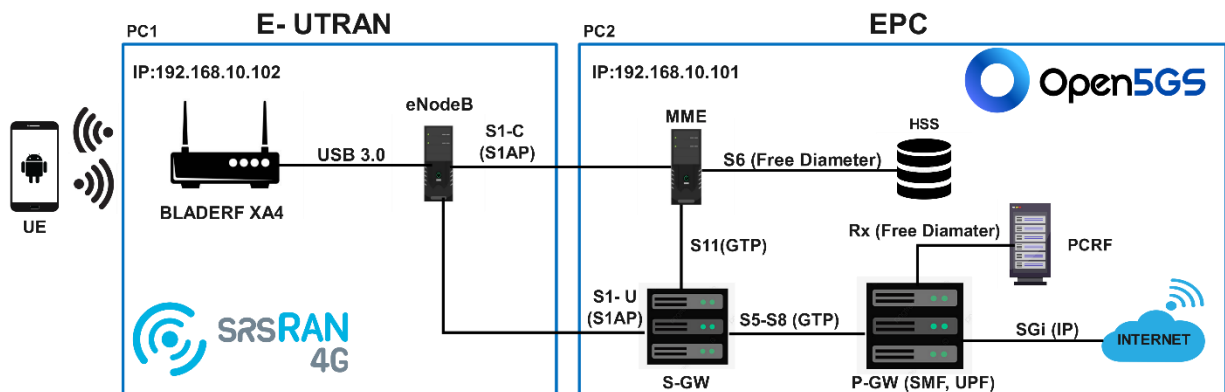 E- UTRAN
EPC
PC1
PC2
IP:192.168.10.102
IP:192.168.10.101
Open5GS
eNodeB
MME
HSS
S1-C
(S1AP)
USB 3.0
S6 (Free Diameter)
BLADERF XA4
UE
Rx (Free Diamater)
PCRF
S11(GTP)
S1- U
(S1AP)
S5-S8 (GTP)
SGi (IP)
INTERNET
srsRAN
4G
S-GW
P-GW (SMF, UPF)